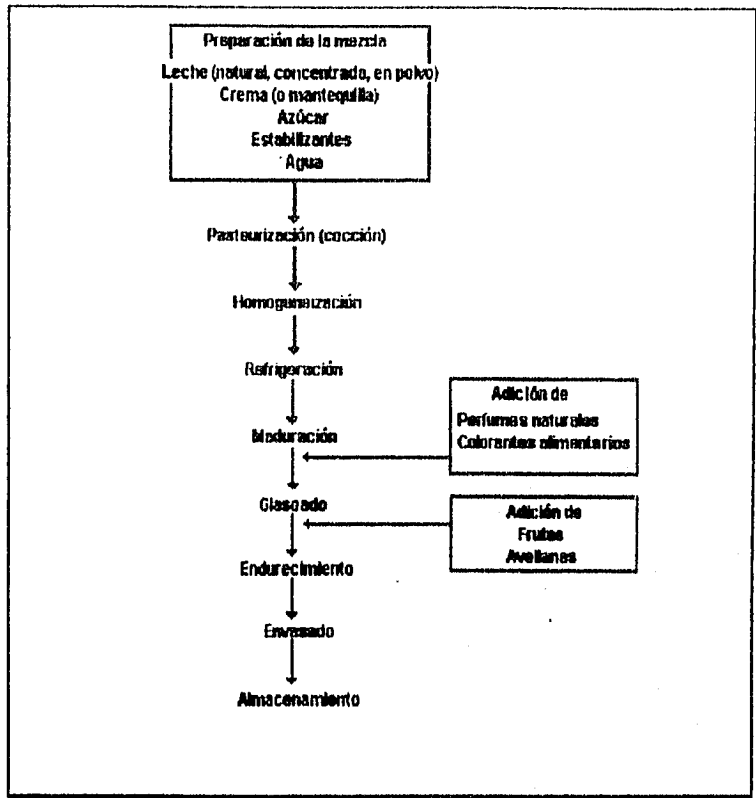 Preparación de la mezcla
Leche (natural, concentrado, en polvo)
Crema (o mantequilla)
Azúcar
Estabilizantes
Agua
Pasteurización (cocción)
Homogeneización
Refrigeración
Adición de
Perfumes naturales
Colorantes alimentarios
Maduración
Glaseado
Adición de
Frutas
Avellanas
Endurecimiento
Envasado
Almacenamiento